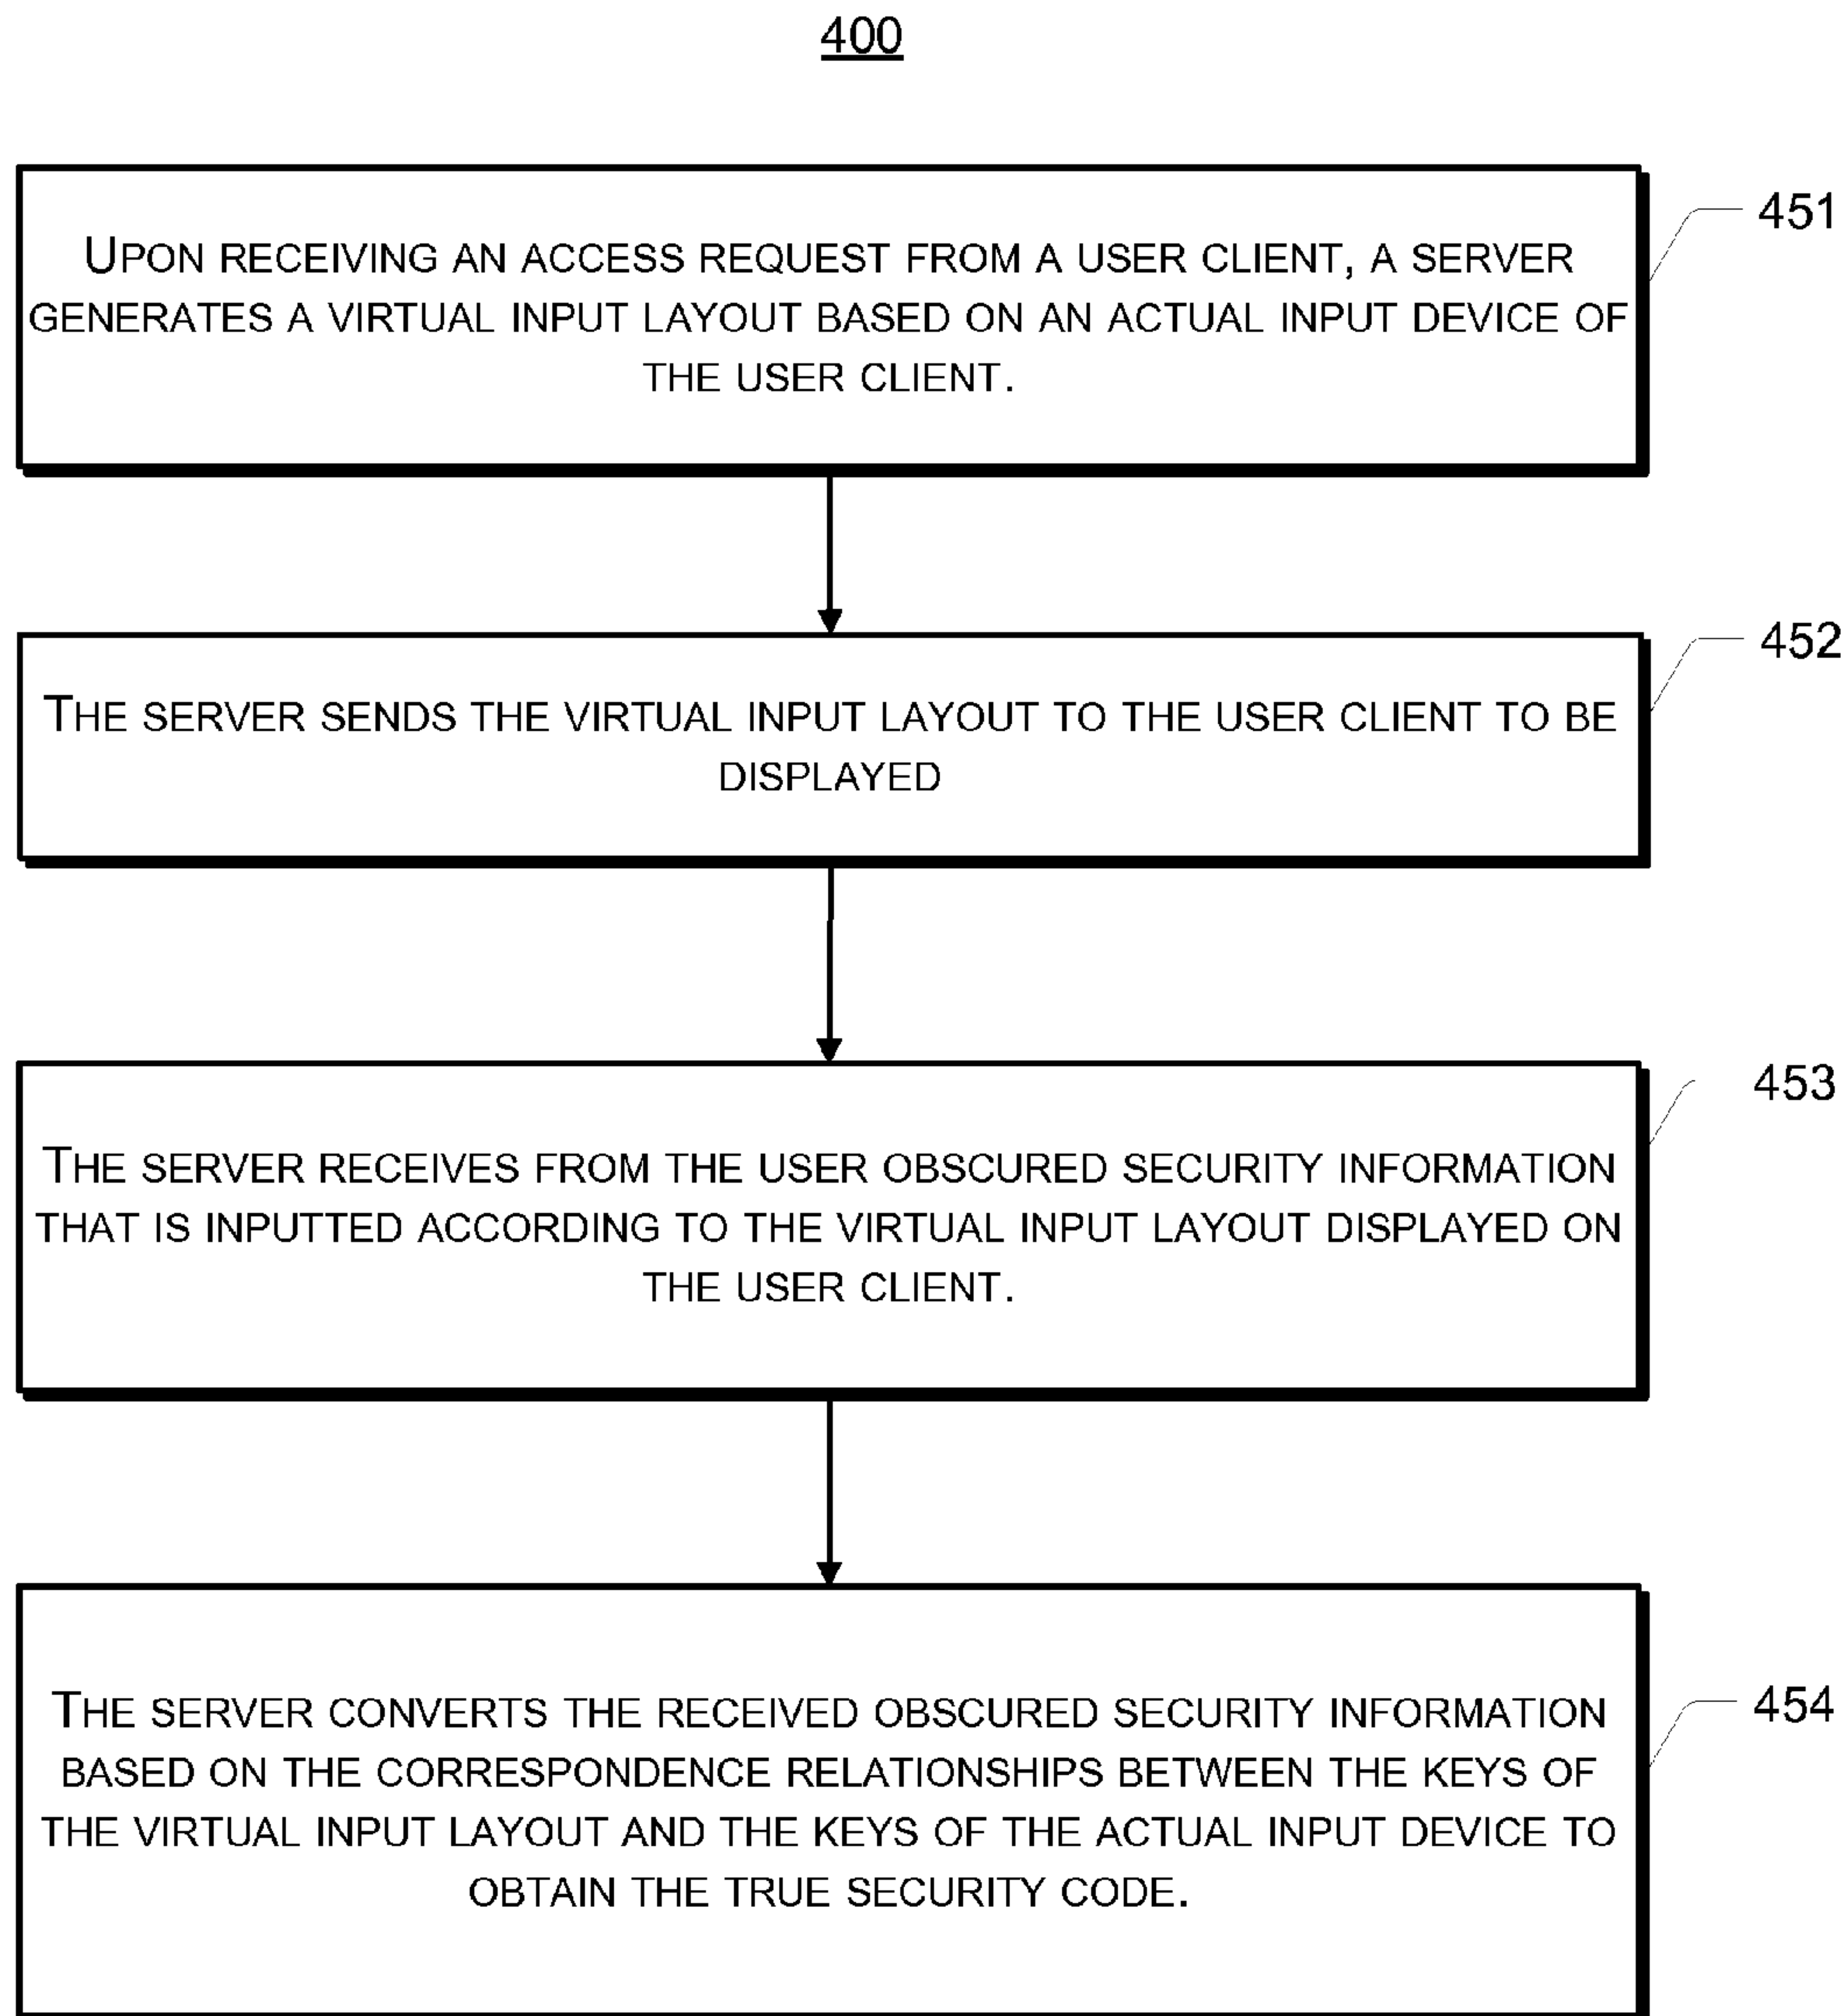 400
451
UPON RECEIVING AN ACCESS REQUEST FROM A USER CLIENT, A SERVER
GENERATES A VIRTUAL INPUT LAYOUT BASED ON AN ACTUAL INPUT DEVICE OF
THE USER CLIENT.
452
THE SERVER SENDS THE VIRTUAL INPUT LAYOUT TO THE USER CLIENT TO BE
DISPLAYED
453
THE SERVER RECEIVES FROM THE USER OBSCURED SECURITY INFORMATION
THAT IS INPUTTED ACCORDING TO THE VIRTUAL INPUT LAYOUT DISPLAYED ON
THE USER CLIENT.
454
THE SERVER CONVERTS THE RECEIVED OBSCURED SECURITY INFORMATION
BASED ON THE CORRESPONDENCE RELATIONSHIPS BETWEEN THE KEYS OF
THE VIRTUAL INPUT LAYOUT AND THE KEYS OF THE ACTUAL INPUT DEVICE TO
OBTAIN THE TRUE SECURITY CODE.